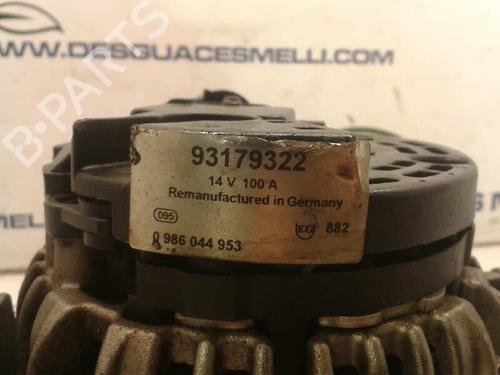 WWW.DESGUACESMELLI.COM
B-PARTS
93179322
14 V 100 A
Remanufactured in Germany
095
EG 882
0 986 044 953